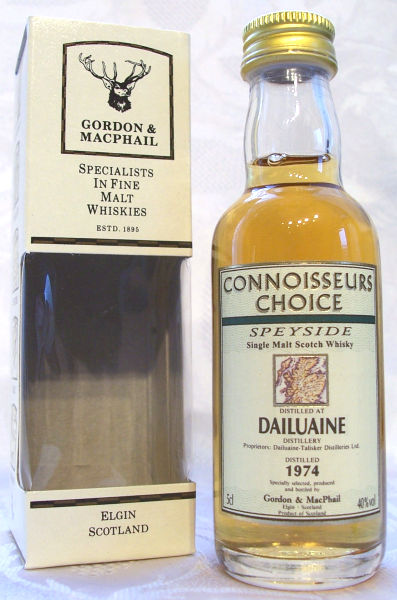 GORDON &
MACPHAIL
SPECIALISTS
IN FINE
MALT
WHISKIES
ESTD. 1895
ELGIN
SCOTLAND
CONNOISSEURS
CHOICE
SPEYSIDE
Single Malt Scotch Whisky
DISTILLED AT
DAILUAINE
DISTILLERY
Proprietors: Dailuaine-Talisker Distilleries Ltd.
DISTILLED
1974
Specially selected, produced
and bottled by
5cl Gordon & MacPhail 40%vol
Elgin · Scotland
Product of Scotland